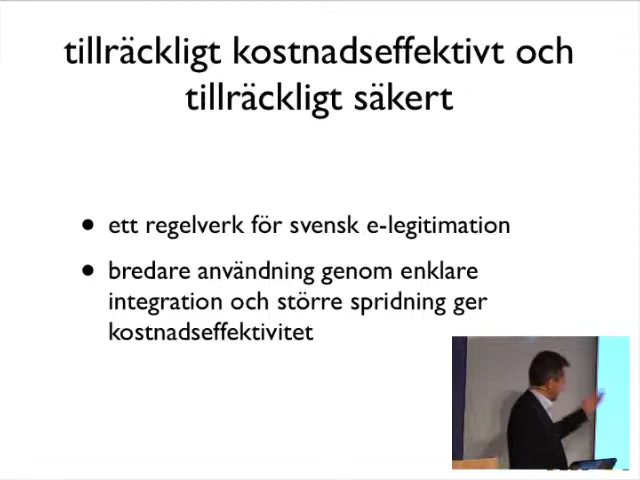 tillräckligt kostnadseffektivt och
tillräckligt säkert
• ett regelverk för svensk e-legitimation
• bredare användning genom enklare
integration och större spridning ger
kostnadseffektivitet